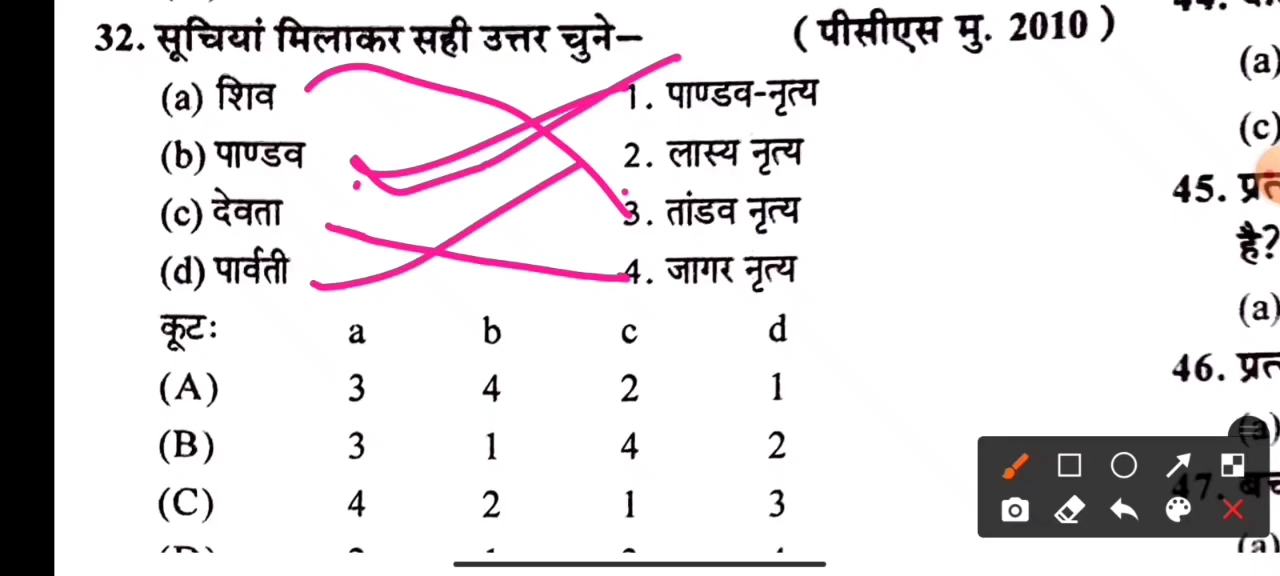 32. सूचियां मिलाकर सही उत्तर चुने– (पीसीएस मु. 2010)
(a) शिव 1. पाण्डव-नृत्य
(b) पाण्डव 2. लास्य नृत्य
(c) देवता 3. तांडव नृत्य
(d) पार्वती 4. जागर नृत्य
कूटः a b c d
(A) 3 4 2 1
(B) 3 1 4 2
(C) 4 2 1 3
(a)
(c)
45.
है?
(a)
46.
(a)
47.
(a)